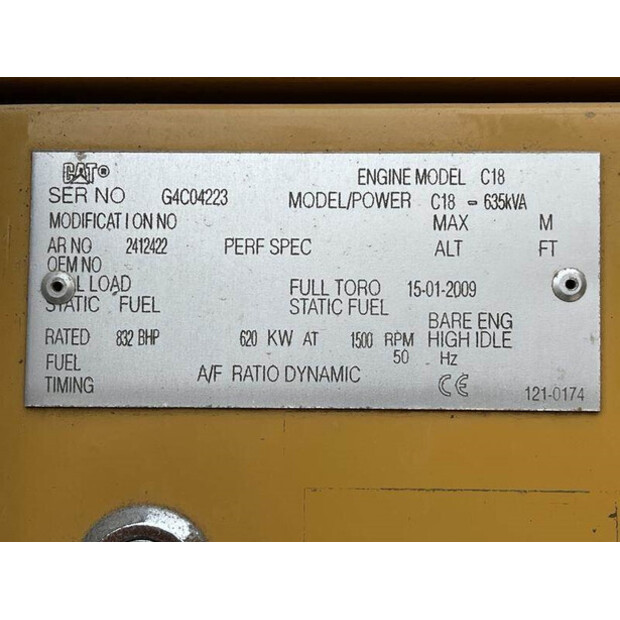 CAT® ENGINE MODEL C18
SER NO G4C04223 MODEL/POWER C18 - 635kVA
MODIFICATION NO MAX M
AR NO 2412422 PERF SPEC ALT FT
OEM NO
LOAD FULL TORO 15-01-2009
STATIC FUEL STATIC FUEL
RATED 832 BHP 620 KW AT 1500 RPM BARE ENG
HIGH IDLE
FUEL 50 Hz
TIMING A/F RATIO DYNAMIC CE 121-0174